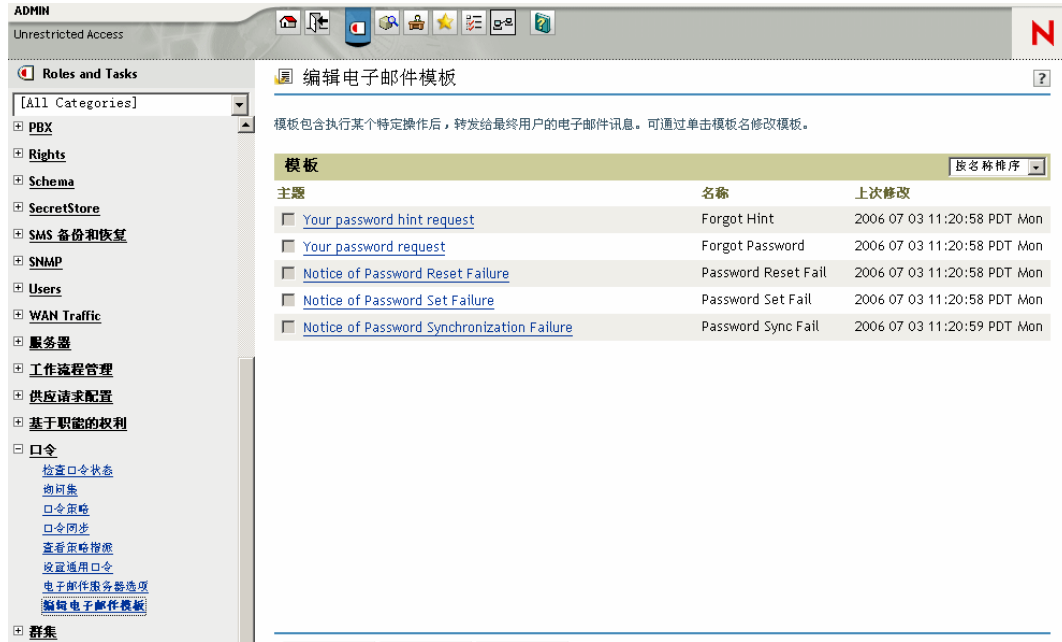 ADMIN
Unrestricted Access
N
Roles and Tasks
[All Categories]
PBX
Rights
Schema
SecretStore
SMS 备份和恢复
SNMP
Users
WAN Traffic
服务器
工作流程管理
供应请求配置
基于职能的权利
口令
检查口令状态
询问集
口令策略
口令同步
查看策略指派
设置通用口令
电子邮件服务器选项
编辑电子邮件模板
群集
编辑电子邮件模板
?
模板包含执行某个特定操作后，转发给最终用户的电子邮件讯息。可通过单击模板名修改模板。
模板 按名称排序
主题 名称 上次修改
Your password hint request Forgot Hint 2006 07 03 11:20:58 PDT Mon
Your password request Forgot Password 2006 07 03 11:20:58 PDT Mon
Notice of Password Reset Failure Password Reset Fail 2006 07 03 11:20:58 PDT Mon
Notice of Password Set Failure Password Set Fail 2006 07 03 11:20:58 PDT Mon
Notice of Password Synchronization Failure Password Sync Fail 2006 07 03 11:20:59 PDT Mon